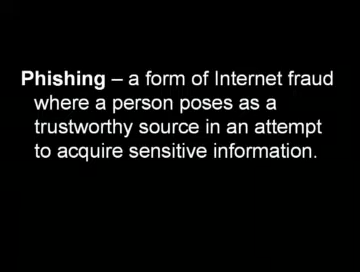 Phishing – a form of Internet fraud
where a person poses as a
trustworthy source in an attempt
to acquire sensitive information.